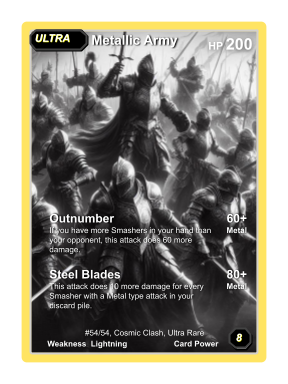 ULTRA
Metallic Army
HP 200
Outnumber 60+
If you have more Smashers in your hand than Metal
your opponent, this attack does 60 more
damage.
Steel Blades 80+
This attack does 10 more damage for every Metal
Smasher with a Metal type attack in your
discard pile.
#54/54, Cosmic Clash, Ultra Rare
Weakness Lightning Card Power
8